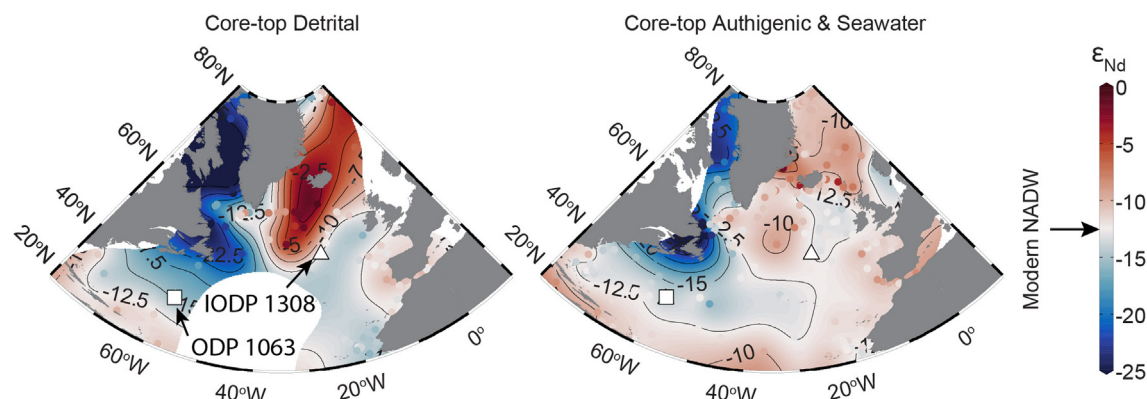 Core-top Detrital
Core-top Authigenic & Seawater
εNd
80°N
60°N
40°N
20°N
60°W
40°W
20°W
0°
-2.5
-7.5
-10
-5
-12.5
-15
IODP 1308
ODP 1063
80°N
60°N
40°N
20°N
60°W
40°W
20°W
0°
-10
-12.5
-10
-15
-12.5
-10
Modern NADW
0
-5
-10
-15
-20
-25